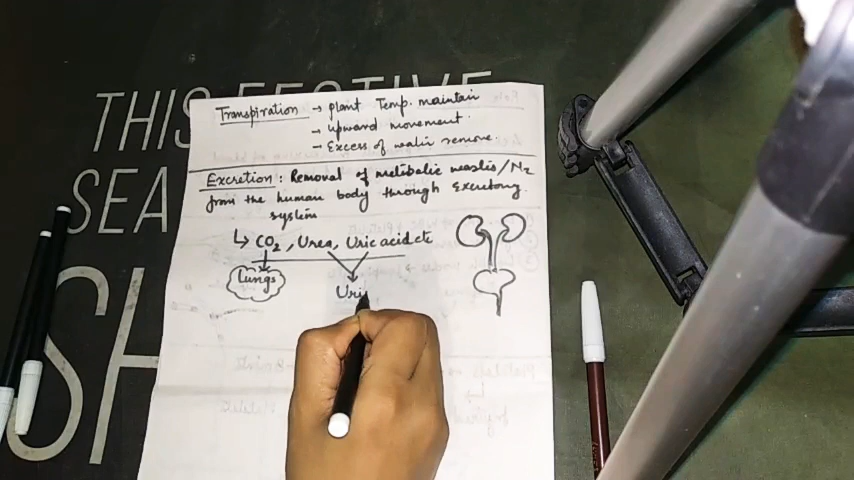 THIS FESTIVE
SEA
SH
Transpiration → plant Temp. maintain
→ upward movement.
→ Excess of water remove.
Excretion: Removal of metabolic wastes/N2
from the human body through Excretory
system
↳ CO2, Urea, Uric acid etc
Lungs
Uri